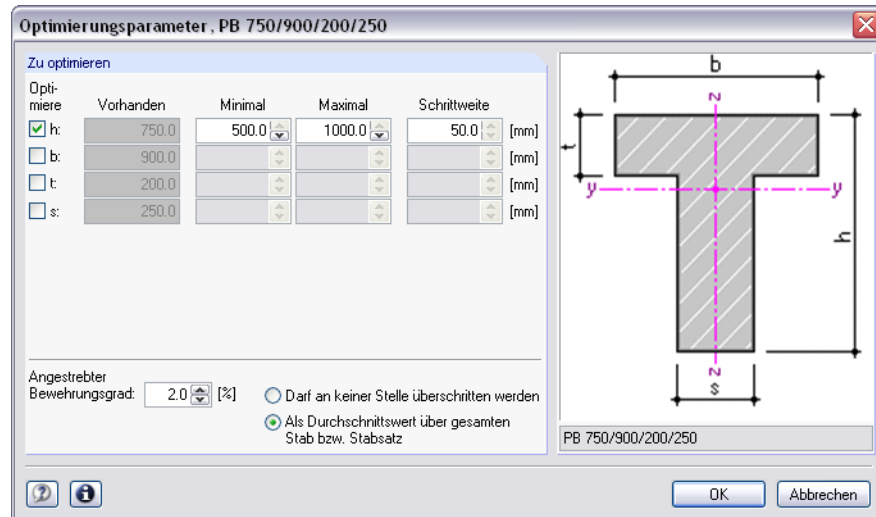 Optimierungsparameter, PB 750/900/200/250
Zu optimieren
Opti-
miere Vorhanden Minimal Maximal Schrittweite
h: 750.0 500.0 1000.0 50.0 [mm]
b: 900.0 [mm]
t: 200.0 [mm]
s: 250.0 [mm]
Angestrebter
Bewehrungsgrad: 2.0 [%]
Darf an keiner Stelle überschritten werden
Als Durchschnittswert über gesamten
Stab bzw. Stabsatz
b
z
t
y y
h
z
s
PB 750/900/200/250
OK Abbrechen